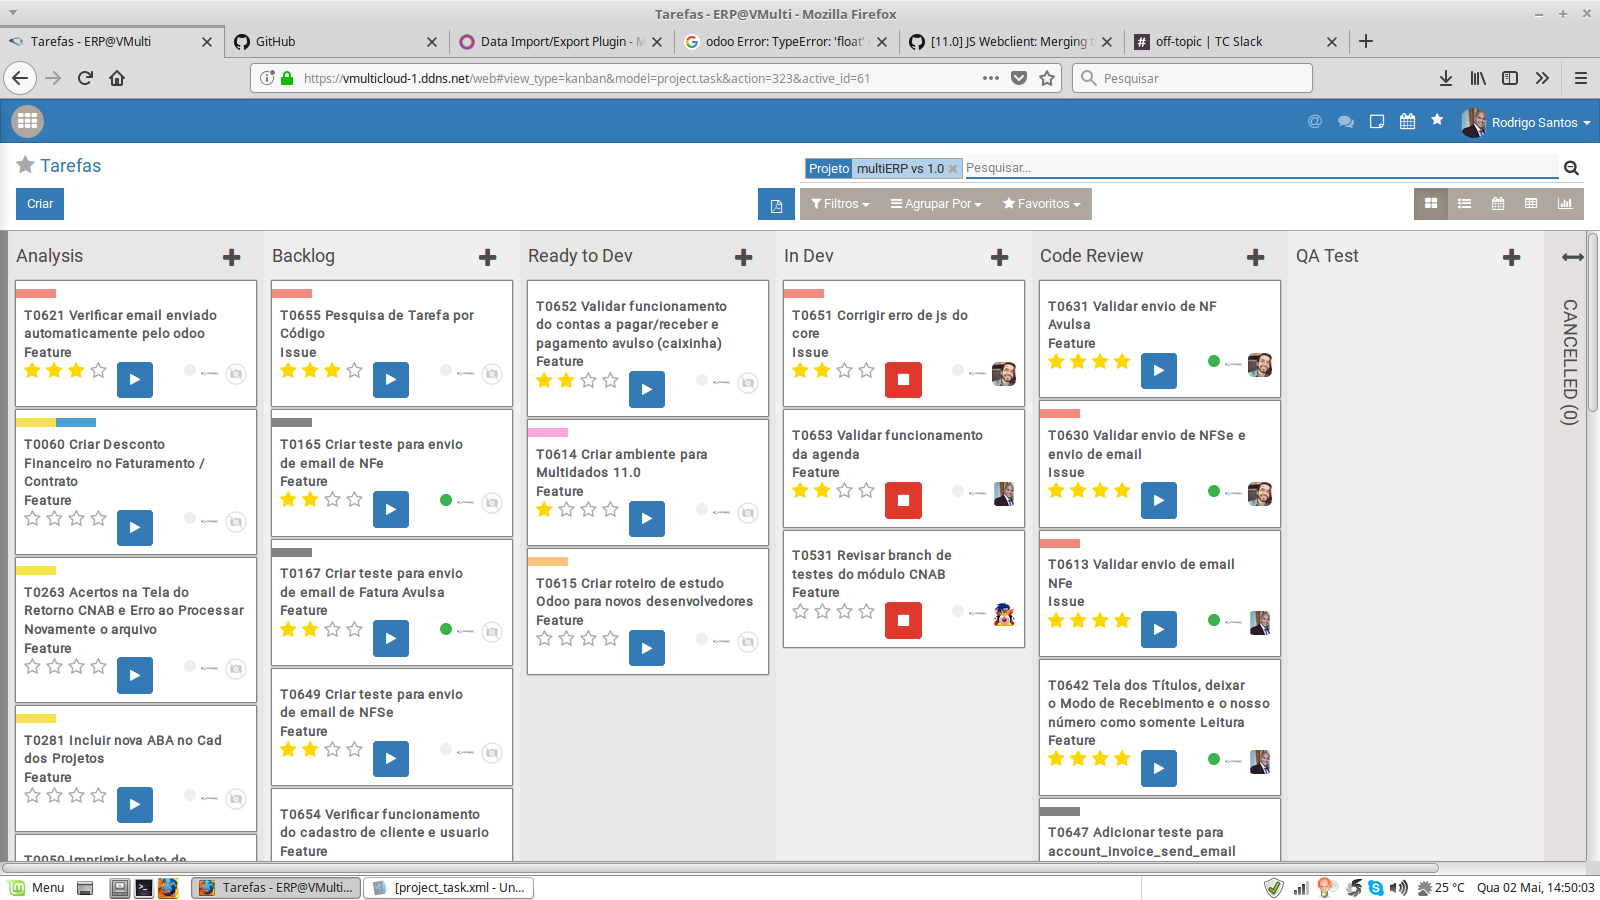 Tarefas - ERP@VMulti - Mozilla Firefox
Tarefas - ERP@VMulti
GitHub
Data Import/Export Plugin - M
odoo Error: TypeError: 'float'
[11.0] JS Webclient: Merging t
off-topic | TC Slack
https://vmulticloud-1.ddns.net/web#view_type=kanban&model=project.task&action=323&active_id=61
Pesquisar
Rodrigo Santos
Tarefas
Projeto multiERP vs 1.0
Pesquisar...
Criar
Filtros
Agrupar Por
Favoritos
Analysis
T0621 Verificar email enviado
automaticamente pelo odoo
Feature
T0060 Criar Desconto
Financeiro no Faturamento /
Contrato
Feature
T0263 Acertos na Tela do
Retorno CNAB e Erro ao Processar
Novamente o arquivo
Feature
T0281 Incluir nova ABA no Cad
dos Projetos
Feature
T0050 Imprimir boleto de
Backlog
T0655 Pesquisa de Tarefa por
Código
Issue
T0165 Criar teste para envio
de email de NFe
Feature
T0167 Criar teste para envio
de email de Fatura Avulsa
Feature
T0649 Criar teste para envio
de email de NFSe
Feature
T0654 Verificar funcionamento
do cadastro de cliente e usuario
Feature
Ready to Dev
T0652 Validar funcionamento
do contas a pagar/receber e
pagamento avulso (caixinha)
Feature
T0614 Criar ambiente para
Multidados 11.0
Feature
T0615 Criar roteiro de estudo
Odoo para novos desenvolvedores
Feature
In Dev
T0651 Corrigir erro de js do
core
Issue
T0653 Validar funcionamento
da agenda
Feature
T0531 Revisar branch de
testes do módulo CNAB
Feature
Code Review
T0631 Validar envio de NF
Avulsa
Feature
T0630 Validar envio de NFSe e
envio de email
Issue
T0613 Validar envio de email
NFe
Issue
T0642 Tela dos Títulos, deixar
o Modo de Recebimento e o nosso
número como somente Leitura
Feature
T0647 Adicionar teste para
account_invoice_send_email
QA Test
CANCELLED (0)
Menu
Tarefas - ERP@VMulti...
[project_task.xml - Un...
25 °C
Qua 02 Mai, 14:50:03